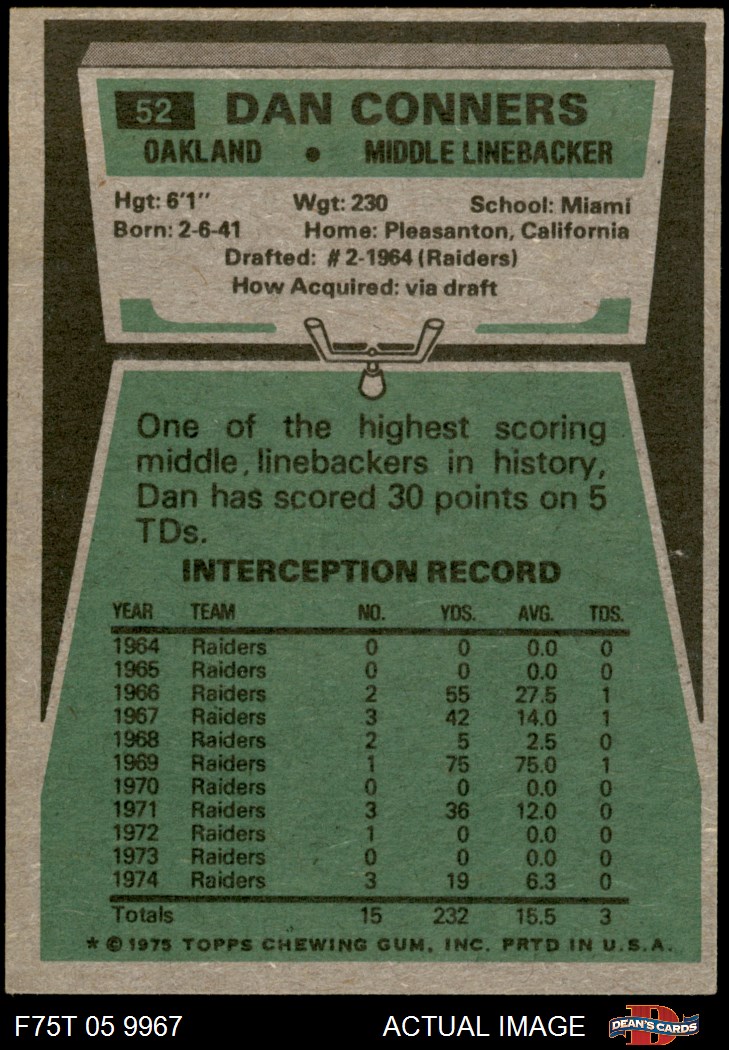 52 DAN CONNERS
OAKLAND • MIDDLE LINEBACKER
Hgt: 6'1" Wgt: 230 School: Miami
Born: 2-6-41 Home: Pleasanton, California
Drafted: #2-1964 (Raiders)
How Acquired: via draft
One of the highest scoring
middle linebackers in history,
Dan has scored 30 points on 5
TDs.
INTERCEPTION RECORD
YEAR TEAM NO. YDS. AVG. TDS.
1964 Raiders 0 0 0.0 0
1965 Raiders 0 0 0.0 0
1966 Raiders 2 55 27.5 1
1967 Raiders 3 42 14.0 1
1968 Raiders 2 5 2.5 0
1969 Raiders 1 75 75.0 1
1970 Raiders 0 0 0.0 0
1971 Raiders 3 36 12.0 0
1972 Raiders 1 0 0.0 0
1973 Raiders 0 0 0.0 0
1974 Raiders 3 19 6.3 0
Totals 15 232 15.5 3
* © 1975 TOPPS CHEWING GUM, INC. PRTD IN U.S.A.
F75T 05 9967 ACTUAL IMAGE D DEAN'S CARDS